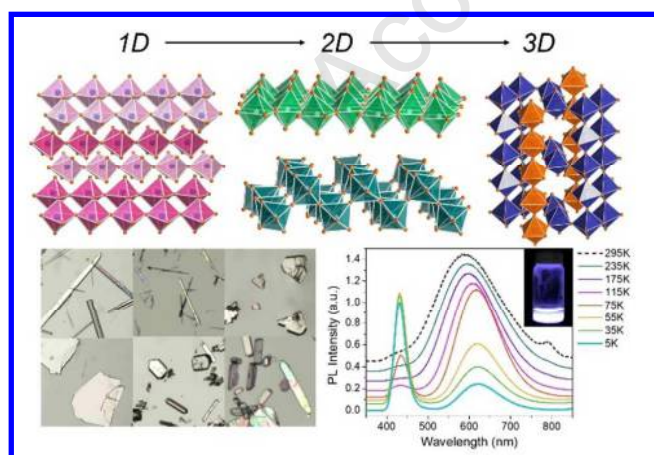 Acc
1D 2D 3D
PL Intensity (a.u.)
1.4
1.2
1.0
0.8
0.6
0.4
0.2
0.0
295K
235K
175K
115K
75K
55K
35K
5K
400 500 600 700 800
Wavelength (nm)